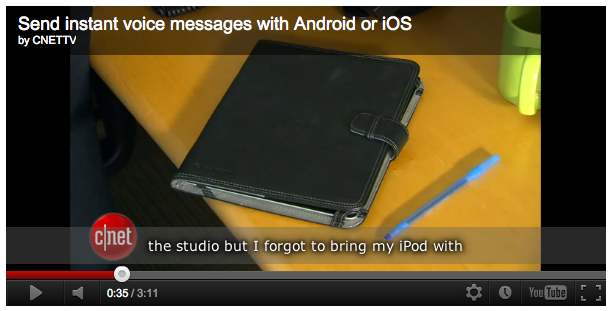 Send instant voice messages with Android or iOS
by CNETTV
c|net
the studio but I forgot to bring my iPod with
0:35 / 3:11
YouTube